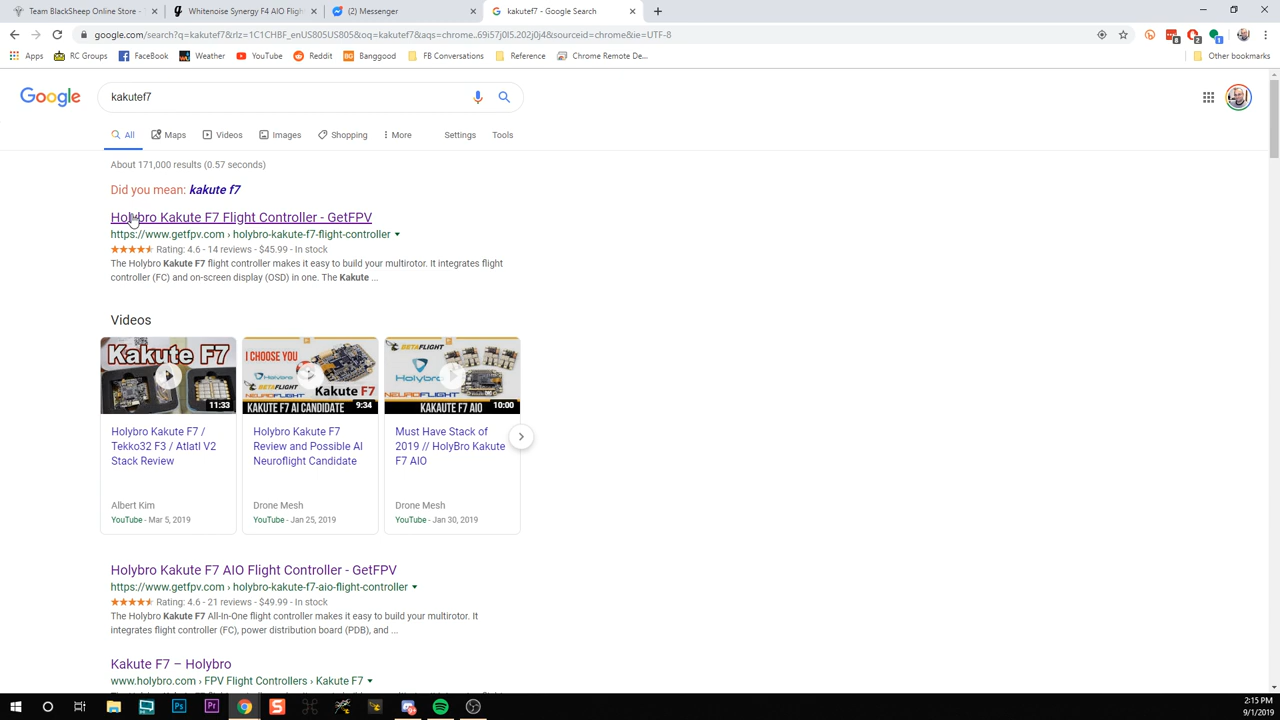 Team BlackSheep Online Store -
Whitenoise Synergy F4 AIO Flight
(2) Messenger
kakutef7 - Google Search
google.com/search?q=kakutef7&rlz=1C1CHBF_enUS805US805&oq=kakutef7&aqs=chrome..69i57j0l5.202j0j4&sourceid=chrome&ie=UTF-8
Apps
RC Groups
FaceBook
Weather
YouTube
Reddit
Banggood
FB Conversations
Reference
Chrome Remote De...
Other bookmarks
Google
kakutef7
All
Maps
Videos
Images
Shopping
More
Settings
Tools
About 171,000 results (0.57 seconds)
Did you mean: kakute f7
Holybro Kakute F7 Flight Controller - GetFPV
https://www.getfpv.com › holybro-kakute-f7-flight-controller
Rating: 4.6 - 14 reviews - $45.99 - In stock
The Holybro Kakute F7 flight controller makes it easy to build your multirotor. It integrates flight
controller (FC) and on-screen display (OSD) in one. The Kakute ...
Videos
Kakute F7
11:33
I CHOOSE YOU
BETAFLIGHT
Holybro
NEUROFLIGHT
Kakute F7
KAKUTE F7 AI CANDIDATE
9:34
BETAFLIGHT
Holybro
NEUROFLIGHT
KAKAUTE F7 AIO
10:00
Holybro Kakute F7 /
Tekko32 F3 / Atlatl V2
Stack Review
Holybro Kakute F7
Review and Possible AI
Neuroflight Candidate
Must Have Stack of
2019 // HolyBro Kakute
F7 AIO
Albert Kim
YouTube - Mar 5, 2019
Drone Mesh
YouTube - Jan 25, 2019
Drone Mesh
YouTube - Jan 30, 2019
Holybro Kakute F7 AIO Flight Controller - GetFPV
https://www.getfpv.com › holybro-kakute-f7-aio-flight-controller
Rating: 4.6 - 21 reviews - $49.99 - In stock
The Holybro Kakute F7 All-In-One flight controller makes it easy to build your multirotor. It
integrates flight controller (FC), power distribution board (PDB), and ...
Kakute F7 – Holybro
www.holybro.com › FPV Flight Controllers › Kakute F7
2:15 PM
9/1/2019